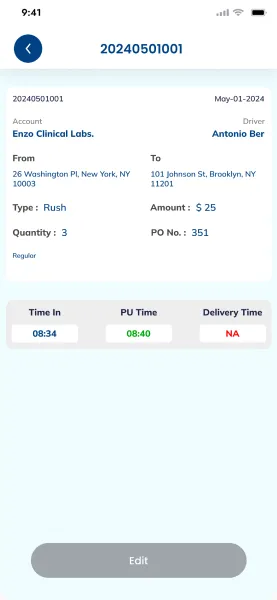 9:41
20240501001
20240501001 May-01-2024
Account Driver
Enzo Clinical Labs. Antonio Ber
From To
26 Washington Pl, New York, NY 101 Johnson St, Brooklyn, NY
10003 11201
Type : Rush Amount : $ 25
Quantity : 3 PO No. : 351
Regular
Time In PU Time Delivery Time
08:34 08:40 NA
Edit